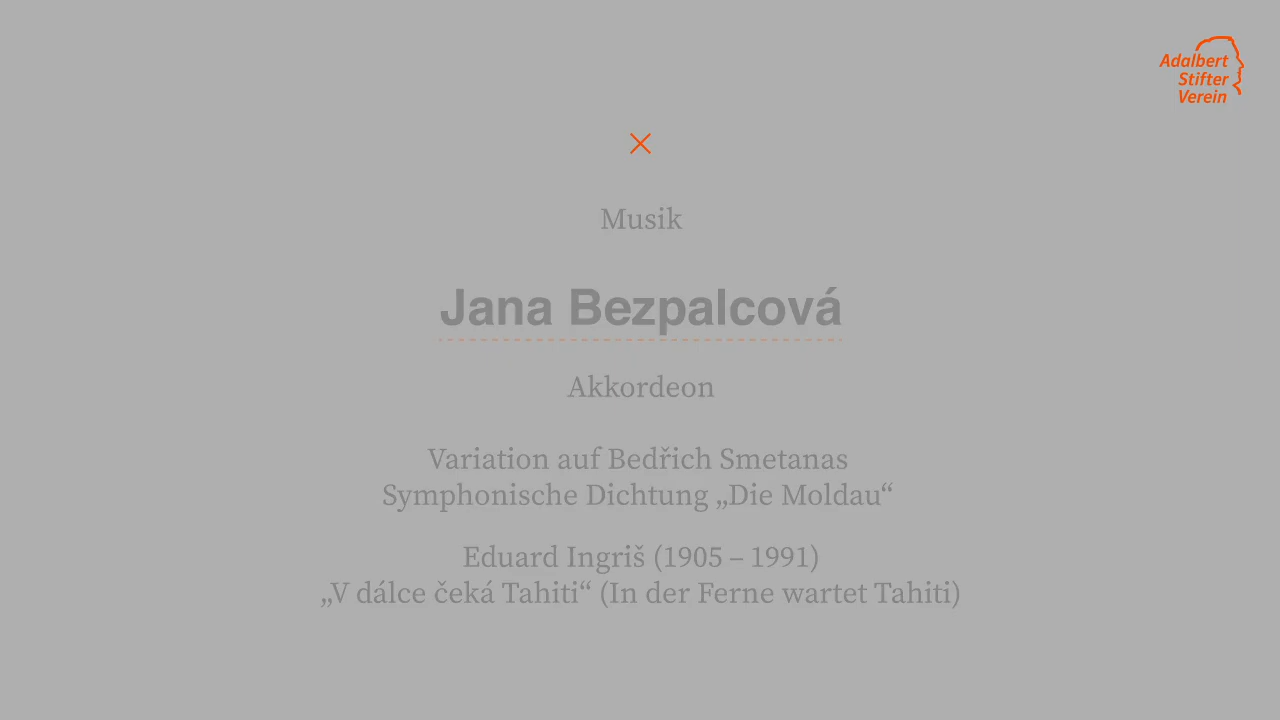 Adalbert
Stifter
Verein
Musik
Jana Bezpalcová
Akkordeon
Variation auf Bedřich Smetanas
Symphonische Dichtung „Die Moldau“
Eduard Ingriš (1905 – 1991)
„V dálce čeká Tahiti“ (In der Ferne wartet Tahiti)